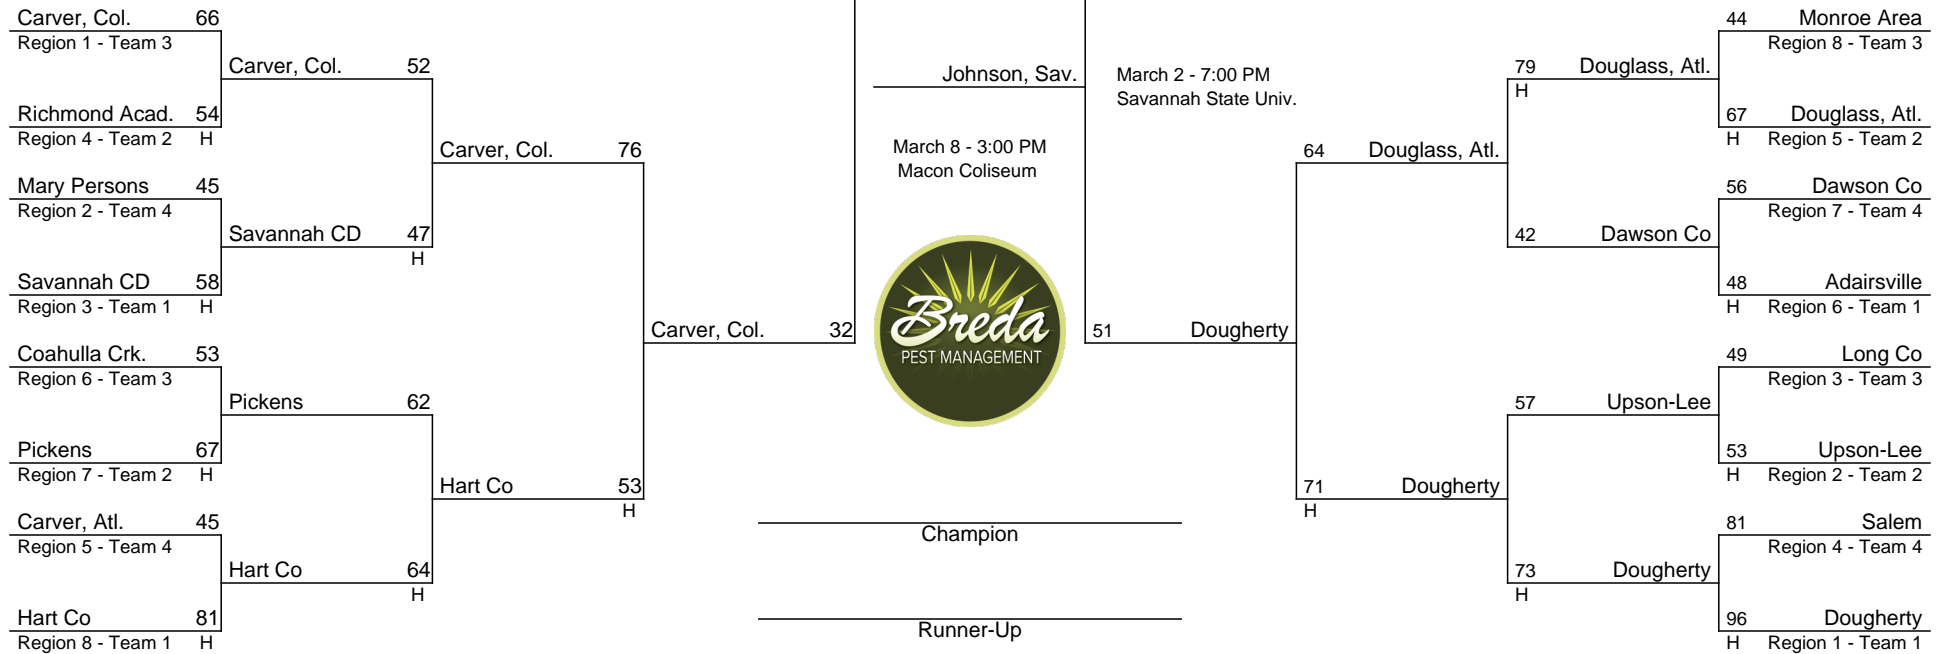 Carver, Col. 66
Region 1 - Team 3
Carver, Col. 52
Richmond Acad. 54
Region 4 - Team 2 H
Carver, Col. 76
Mary Persons 45
Region 2 - Team 4
Savannah CD 47
H
Savannah CD 58
Region 3 - Team 1 H
Carver, Col. 32
Coahulla Crk. 53
Region 6 - Team 3
Pickens 62
Pickens 67
Region 7 - Team 2 H
Hart Co 53
H
Carver, Atl. 45
Region 5 - Team 4
Hart Co 64
H
Hart Co 81
Region 8 - Team 1 H
Johnson, Sav.
March 2 - 7:00 PM
Savannah State Univ.
March 8 - 3:00 PM
Macon Coliseum
Breda
PEST MANAGEMENT
Champion
Runner-Up
44 Monroe Area
Region 8 - Team 3
79 Douglass, Atl.
H
67 Douglass, Atl.
H Region 5 - Team 2
64 Douglass, Atl.
56 Dawson Co
Region 7 - Team 4
42 Dawson Co
48 Adairsville
H Region 6 - Team 1
51 Dougherty
49 Long Co
Region 3 - Team 3
57 Upson-Lee
53 Upson-Lee
H Region 2 - Team 2
71 Dougherty
H
81 Salem
Region 4 - Team 4
73 Dougherty
H
96 Dougherty
H Region 1 - Team 1